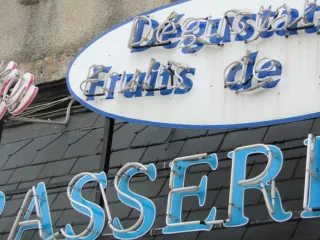 Dégustat
Fruits de
ASSERI